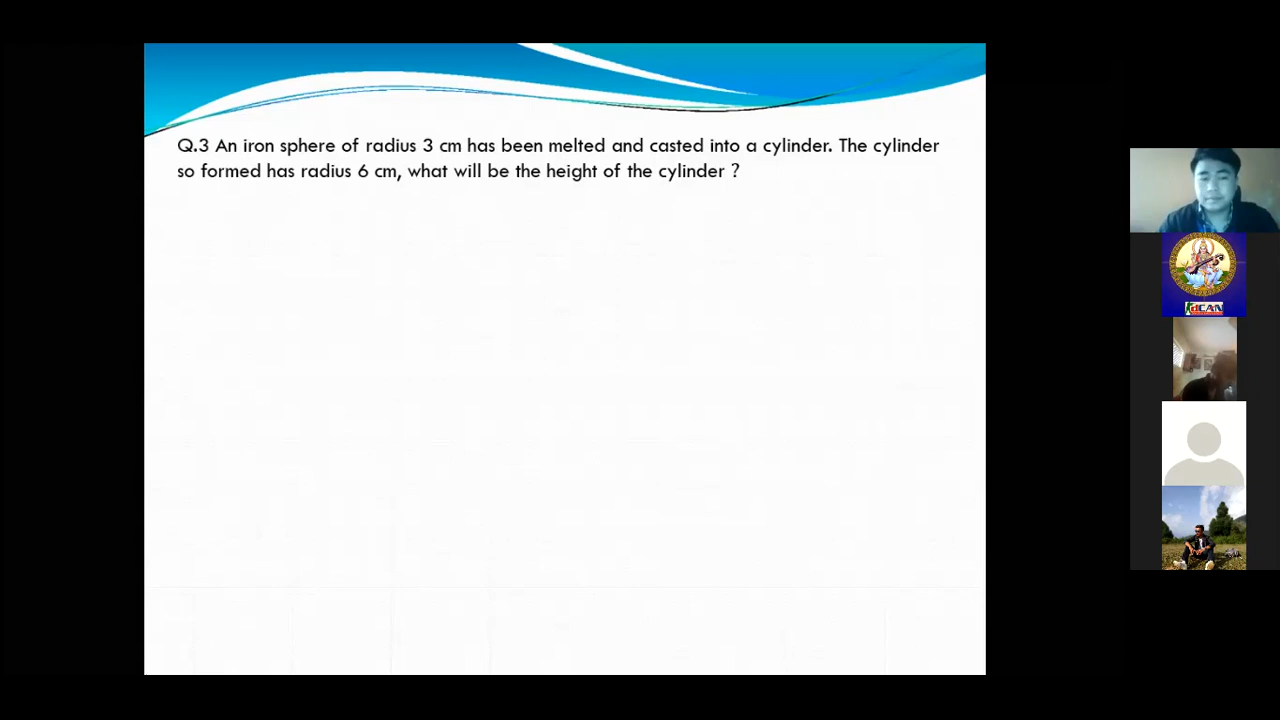 Q.3 An iron sphere of radius 3 cm has been melted and casted into a cylinder. The cylinder
so formed has radius 6 cm, what will be the height of the cylinder ?